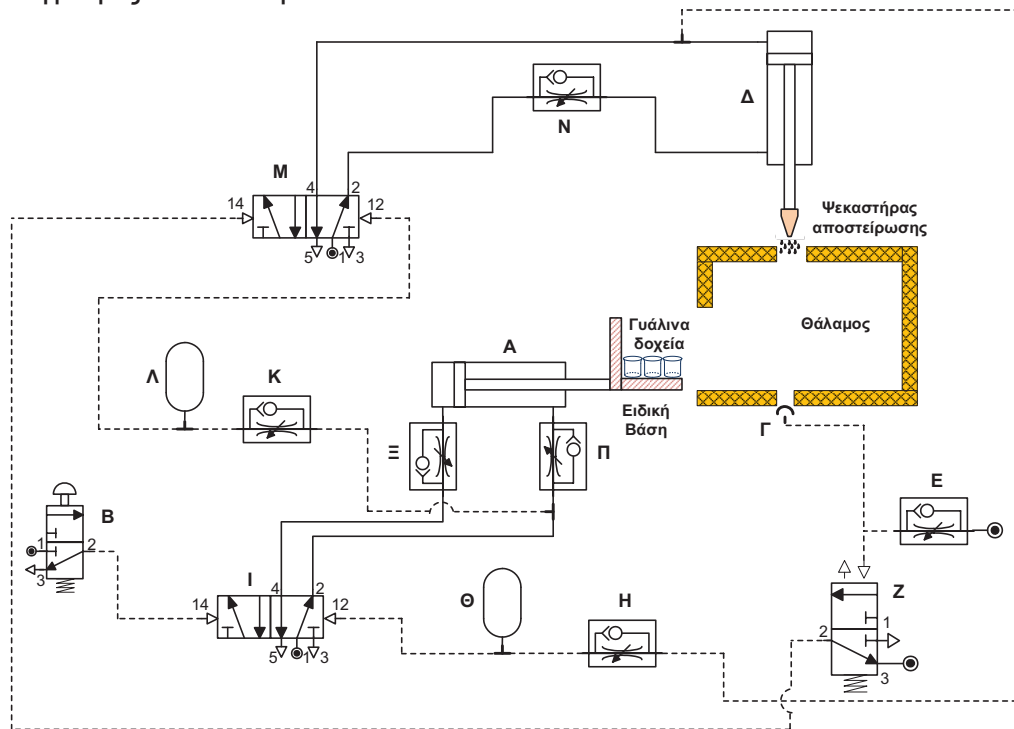 Δ
Ν
Μ
4
2
14
12
5
1
3
Ψεκαστήρας
αποστείρωσης
Γυάλινα
δοχεία
Θάλαμος
Α
Λ
Κ
Ειδική
Βάση
Γ
Ξ
Π
Ε
Β
1
2
3
Ι
4
2
14
12
5
1
3
Θ
Η
Ζ
1
2
3